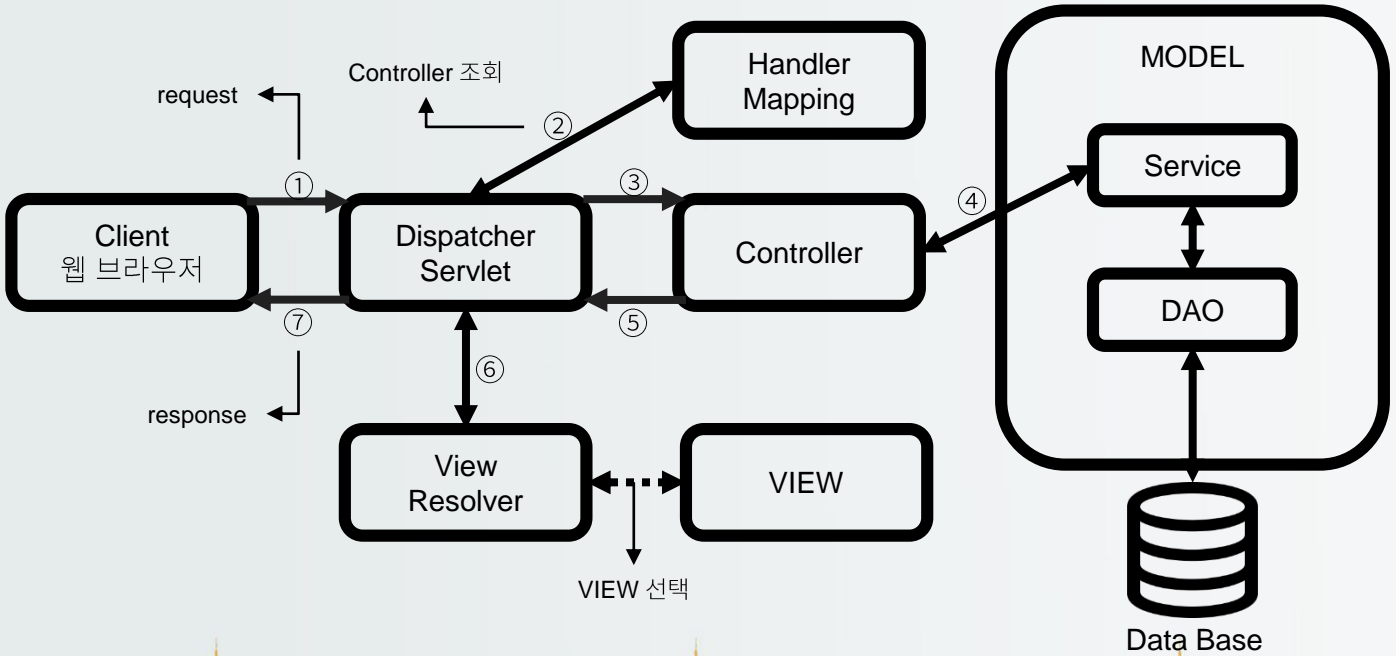 MODEL
Handler
Mapping
Controller 조회
request
②
Service
①
③
④
Client
웹 브라우저
Dispatcher
Servlet
Controller
DAO
⑦
⑤
⑥
response
View
Resolver
VIEW
VIEW 선택
Data Base